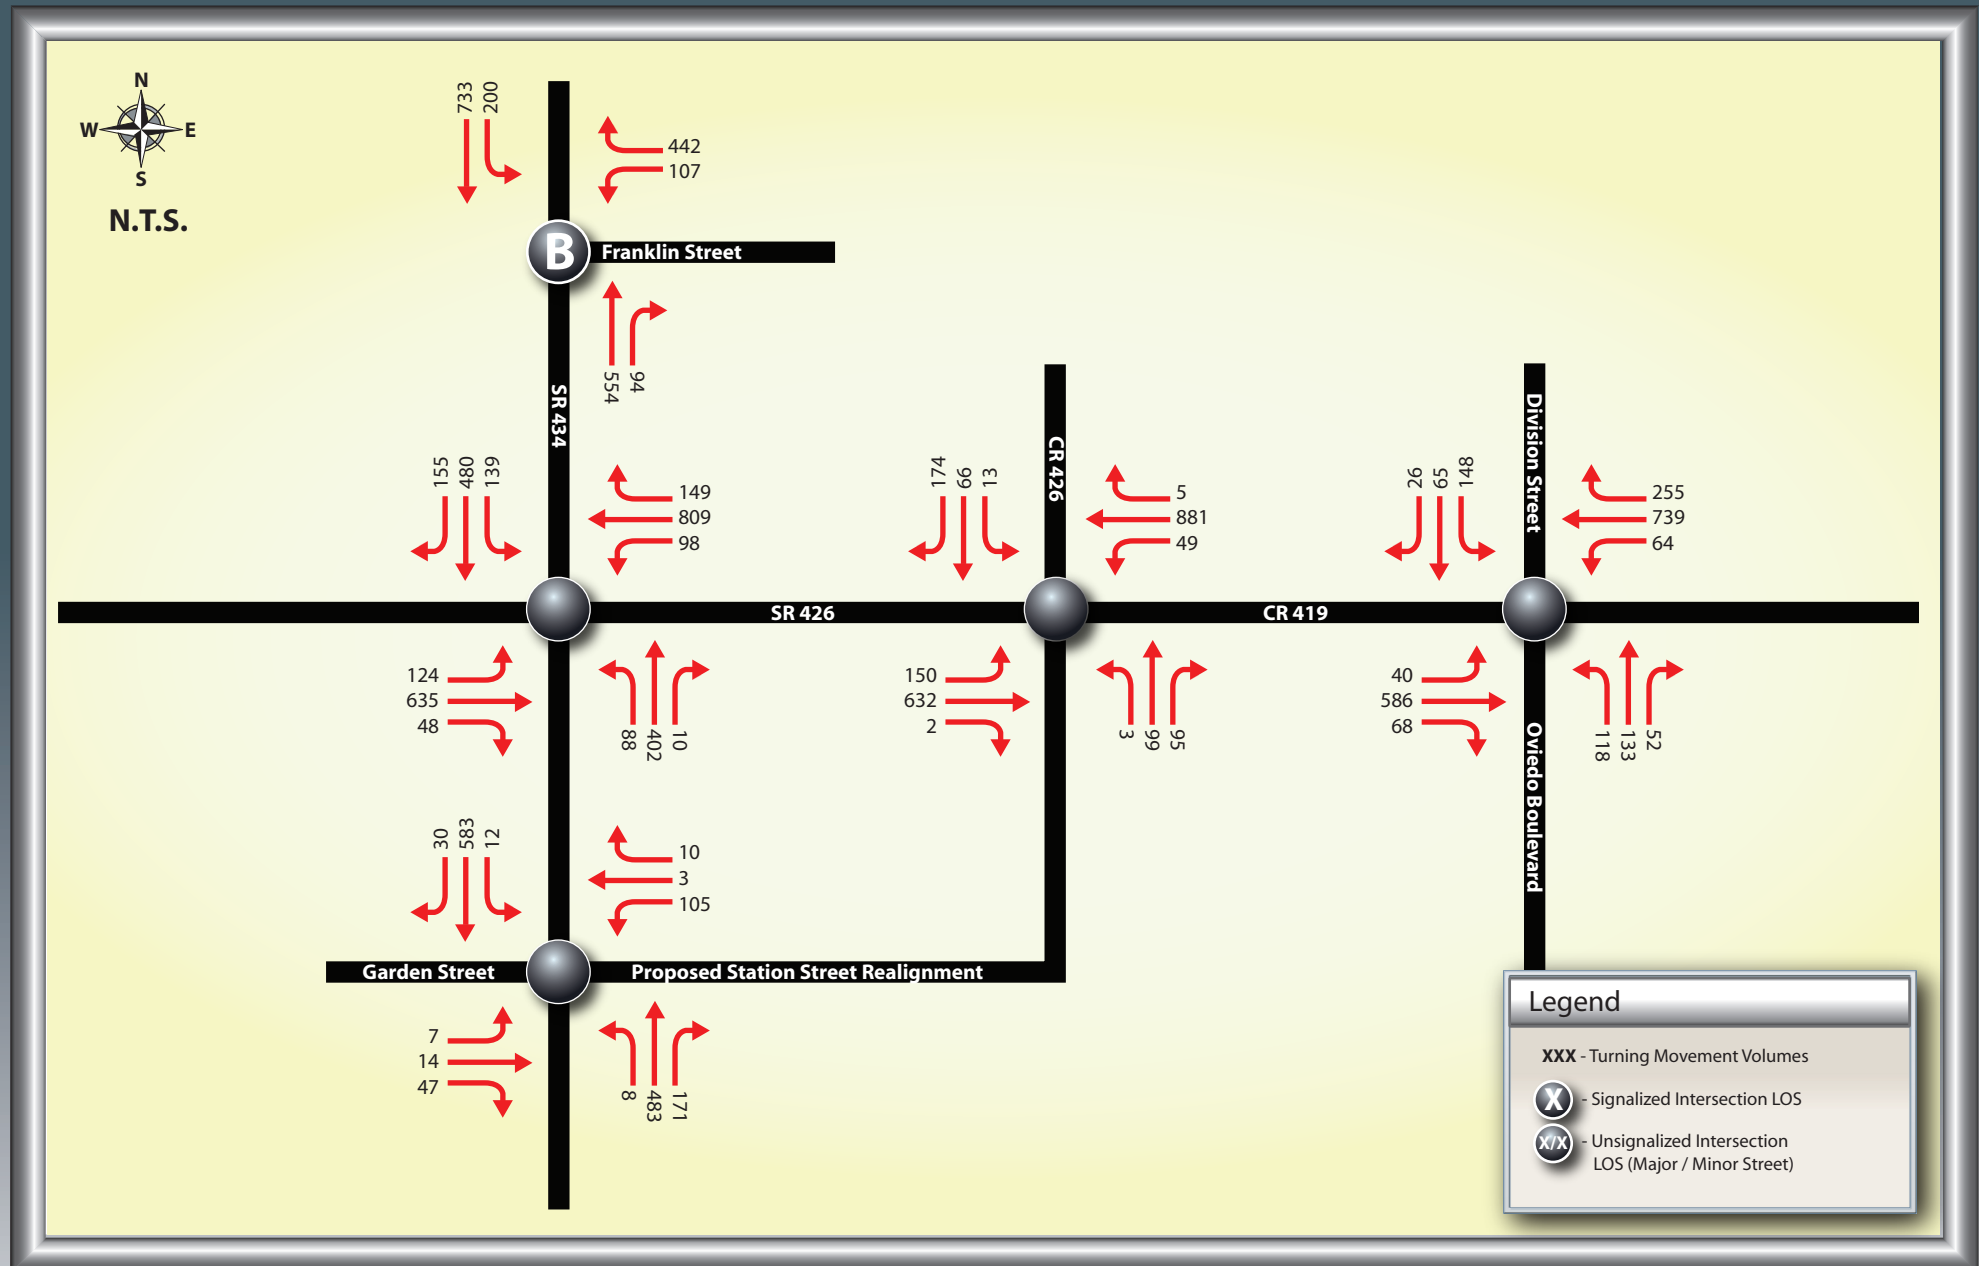 N
W E
S
N.T.S.
733
200
442
107
B
Franklin Street
554
94
SR 434
155
480
139
149
809
98
174
66
13
CR 426
5
881
49
26
65
148
Division Street
255
739
64
SR 426
CR 419
124
635
48
88
402
10
150
632
2
3
99
95
40
586
68
118
133
52
Oviedo Boulevard
30
583
12
10
3
105
Garden Street
Proposed Station Street Realignment
7
14
47
8
483
171
Legend
XXX - Turning Movement Volumes
X - Signalized Intersection LOS
X/X - Unsignalized Intersection
LOS (Major / Minor Street)